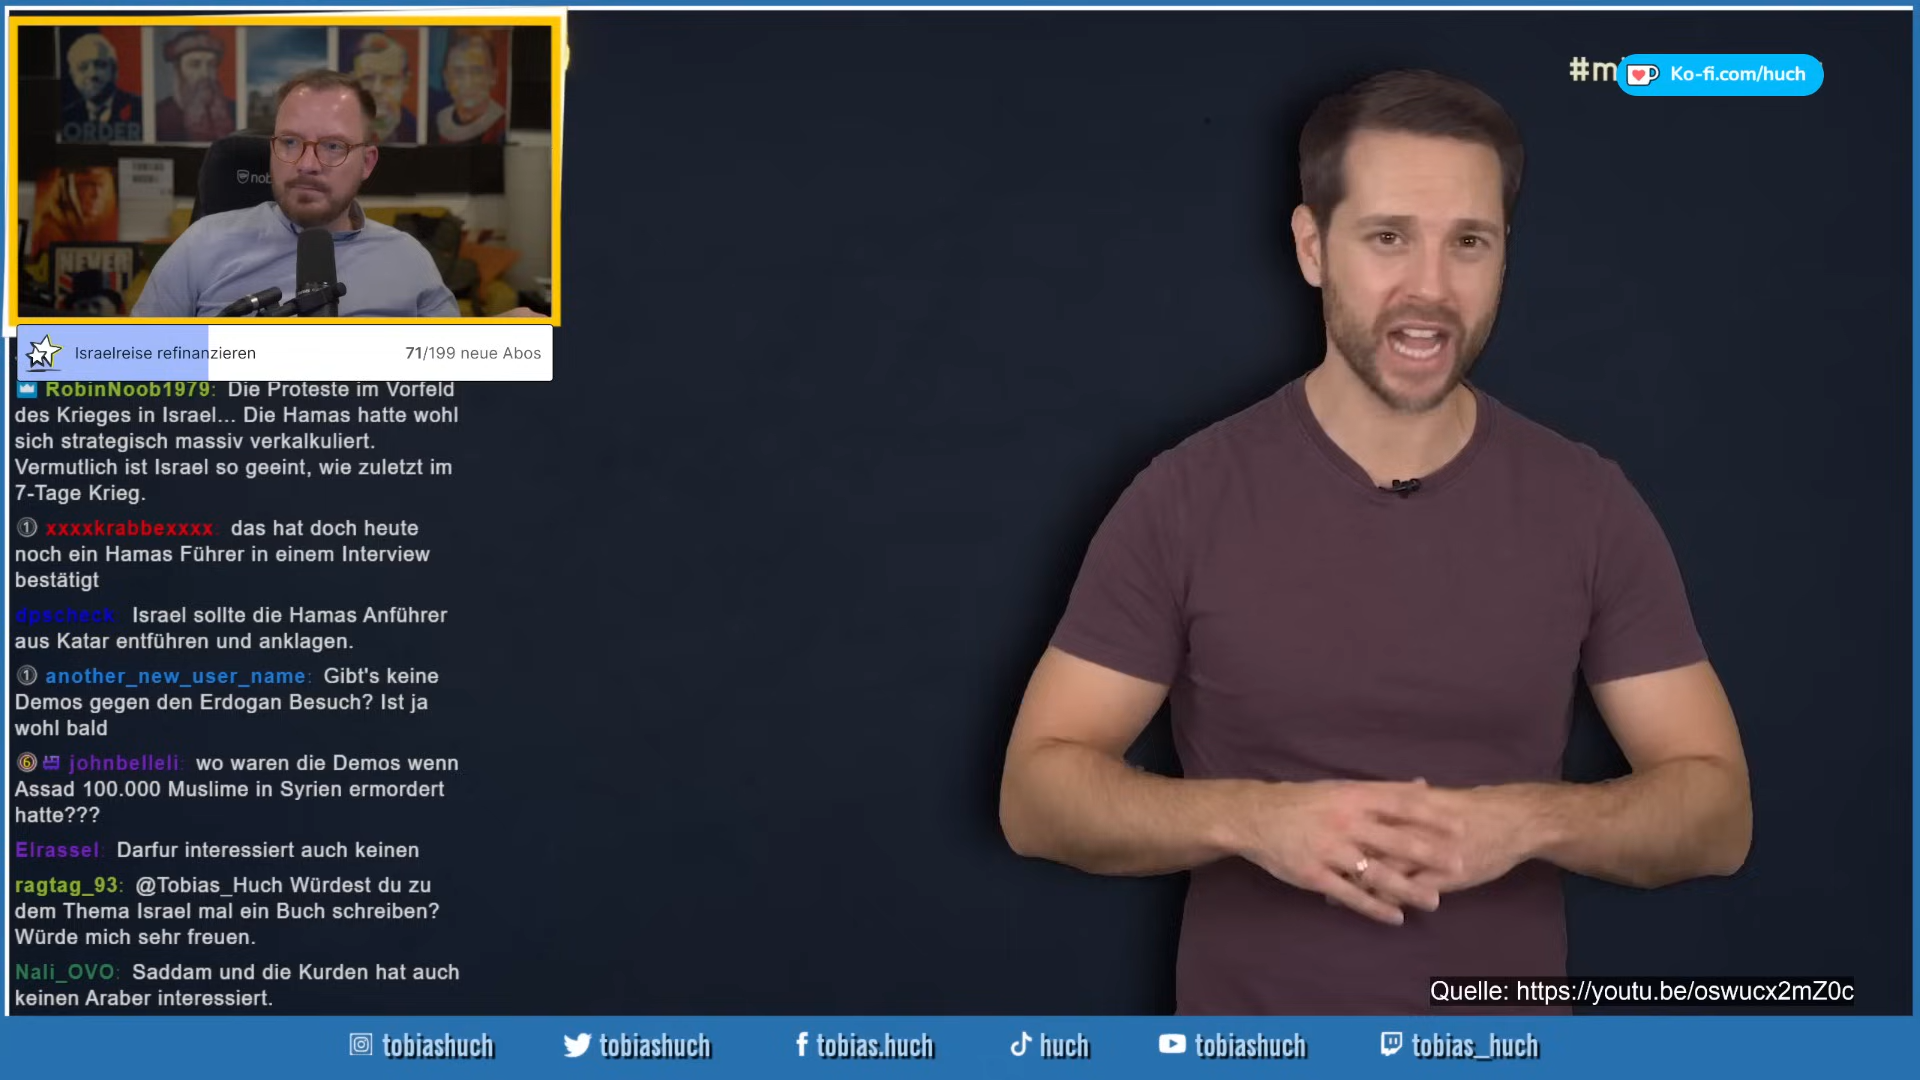 ORDER
NEVER
#m
Ko-fi.com/huch
Israelreise refinanzieren
71/199 neue Abos
RobinNoob1979: Die Proteste im Vorfeld
des Krieges in Israel... Die Hamas hatte wohl
sich strategisch massiv verkalkuliert.
Vermutlich ist Israel so geeint, wie zuletzt im
7-Tage Krieg.
xxxxkrabbexxxx: das hat doch heute
noch ein Hamas Führer in einem Interview
bestätigt
dpscheck: Israel sollte die Hamas Anführer
aus Katar entführen und anklagen.
another_new_user_name: Gibt's keine
Demos gegen den Erdogan Besuch? Ist ja
wohl bald
johnbelleli: wo waren die Demos wenn
Assad 100.000 Muslime in Syrien ermordert
hatte???
Elrassel: Darfur interessiert auch keinen
ragtag_93: @Tobias_Huch Würdest du zu
dem Thema Israel mal ein Buch schreiben?
Würde mich sehr freuen.
Nali_OVO: Saddam und die Kurden hat auch
keinen Araber interessiert.
Quelle: https://youtu.be/oswucx2mZ0c
tobiashuch
tobiashuch
tobias.huch
huch
tobiashuch
tobias_huch